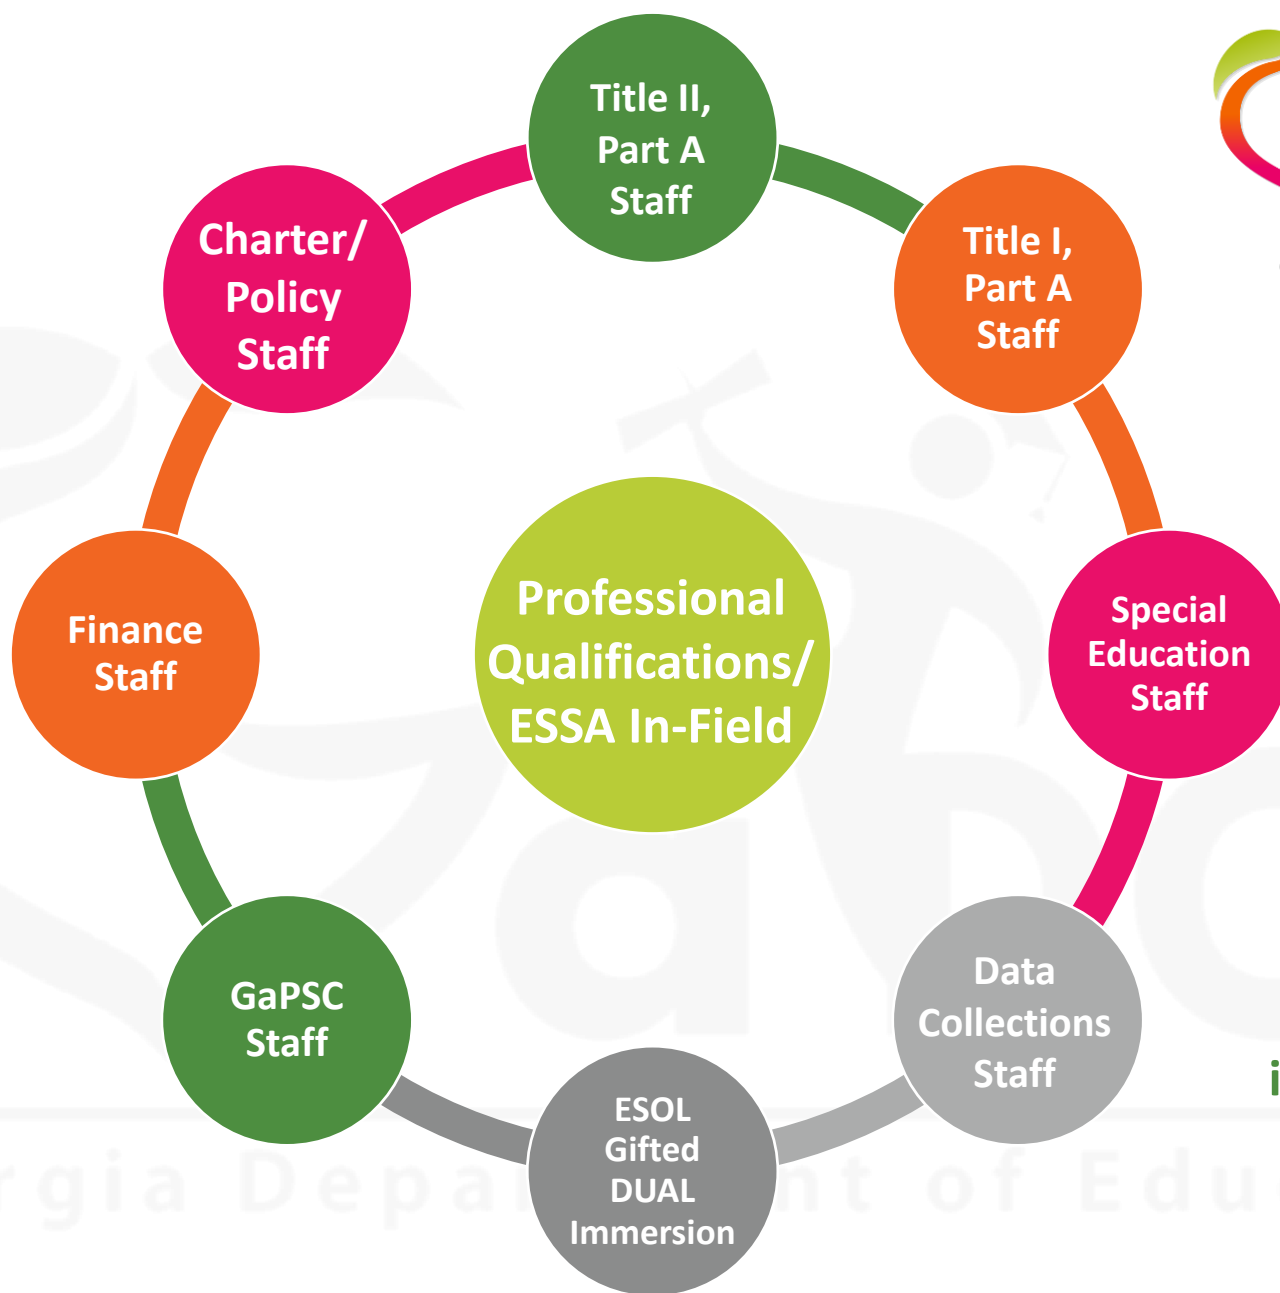 Title II,
Part A
Staff
Title I,
Part A
Staff
Special
Education
Staff
Data
Collections
Staff
ESOL
Gifted
DUAL
Immersion
GaPSC
Staff
Finance
Staff
Charter/
Policy
Staff
Professional
Qualifications/
ESSA In-Field